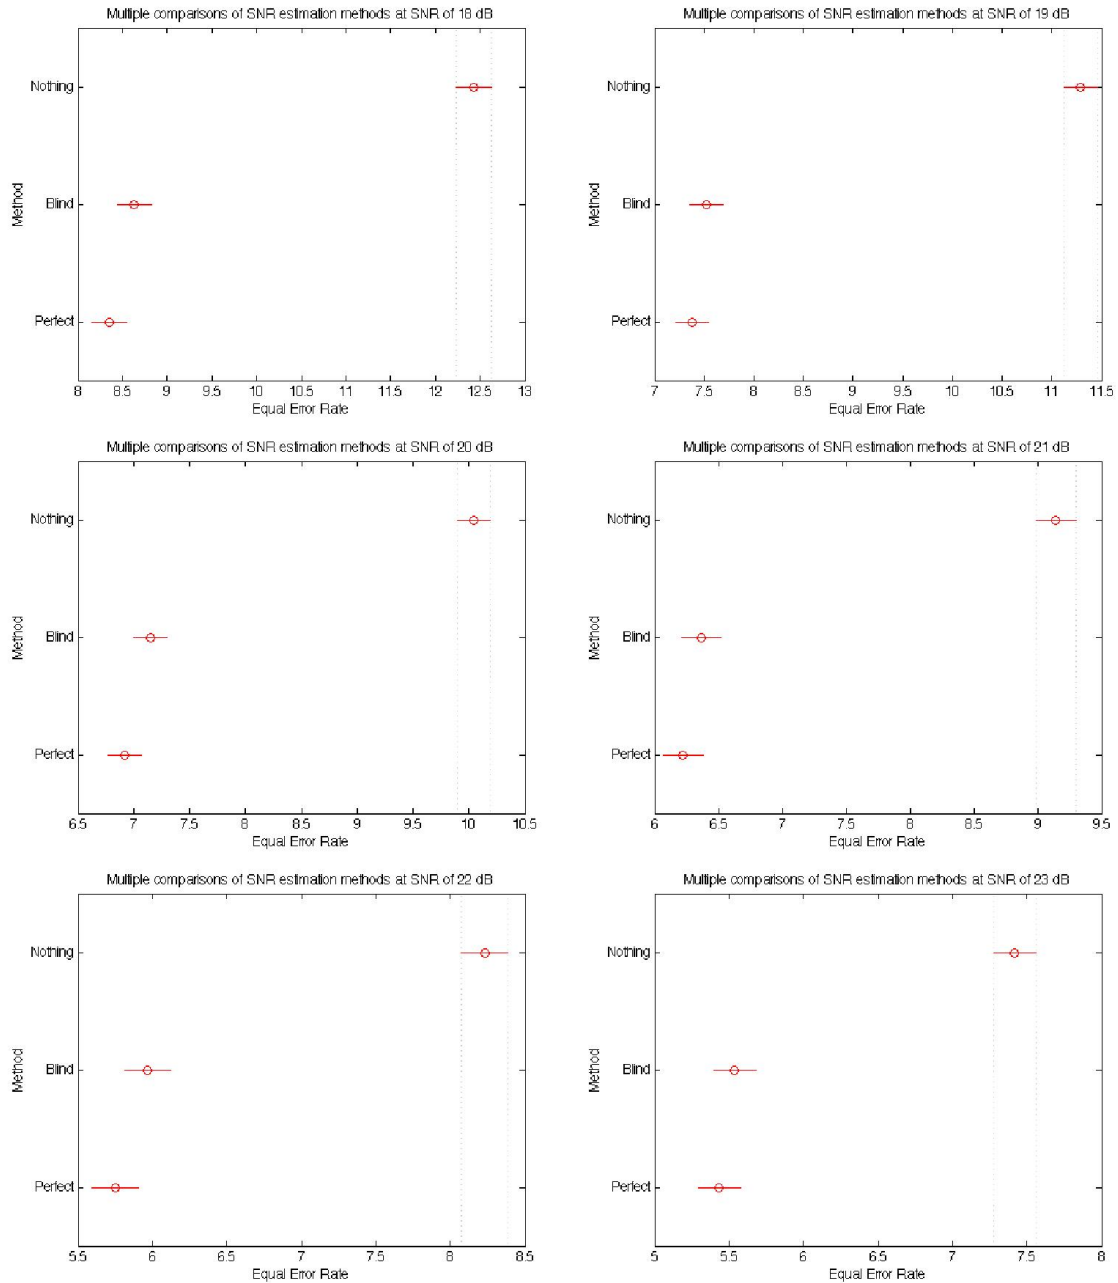 Multiple comparisons of SNR estimation methods at SNR of 18 dB
Nothing
Blind
Perfect
Method
8 8.5 9 9.5 10 10.5 11 11.5 12 12.5 13
Equal Error Rate
Multiple comparisons of SNR estimation methods at SNR of 19 dB
Nothing
Blind
Perfect
Method
7 7.5 8 8.5 9 9.5 10 10.5 11 11.5
Equal Error Rate
Multiple comparisons of SNR estimation methods at SNR of 20 dB
Nothing
Blind
Perfect
Method
6.5 7 7.5 8 8.5 9 9.5 10 10.5
Equal Error Rate
Multiple comparisons of SNR estimation methods at SNR of 21 dB
Nothing
Blind
Perfect
Method
6 6.5 7 7.5 8 8.5 9 9.5
Equal Error Rate
Multiple comparisons of SNR estimation methods at SNR of 22 dB
Nothing
Blind
Perfect
Method
5.5 6 6.5 7 7.5 8 8.5
Equal Error Rate
Multiple comparisons of SNR estimation methods at SNR of 23 dB
Nothing
Blind
Perfect
Method
5 5.5 6 6.5 7 7.5 8
Equal Error Rate